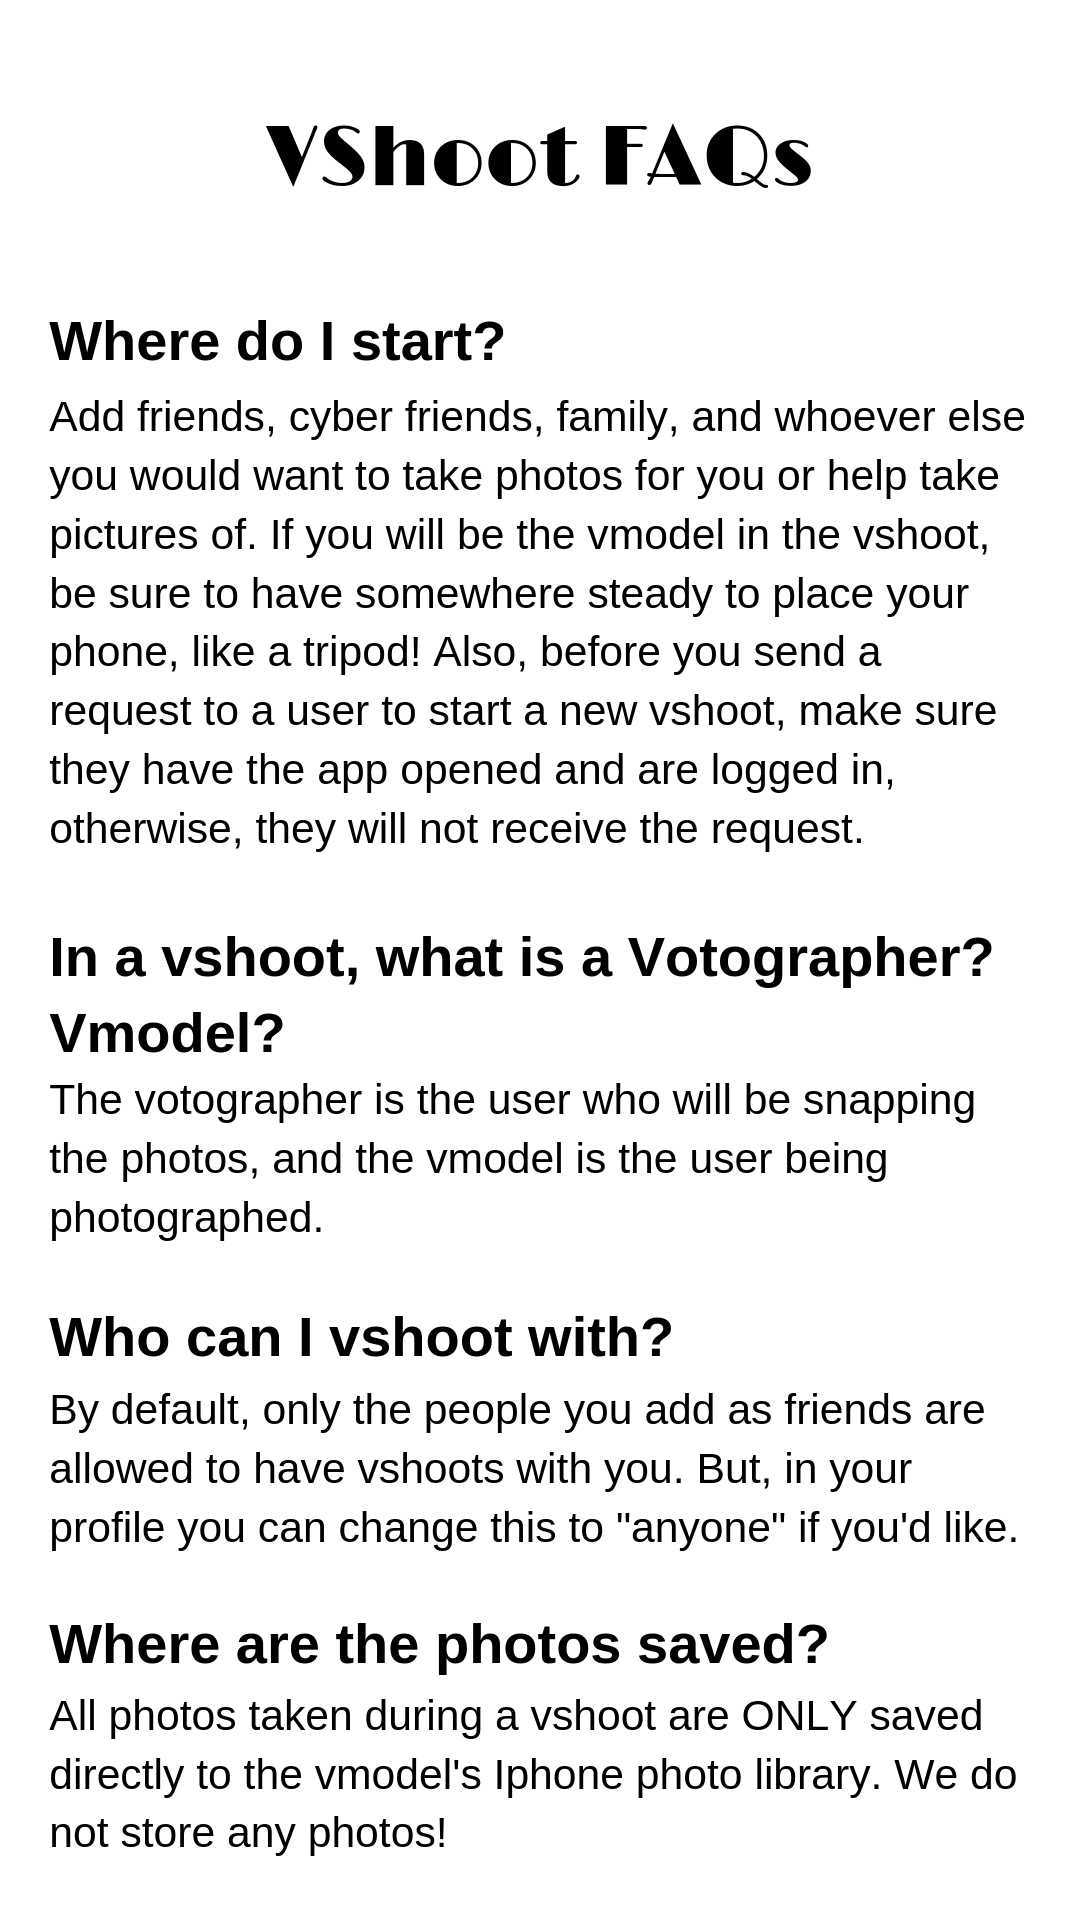 VShoot FAQs
Where do I start?
Add friends, cyber friends, family, and whoever else
you would want to take photos for you or help take
pictures of. If you will be the vmodel in the vshoot,
be sure to have somewhere steady to place your
phone, like a tripod! Also, before you send a
request to a user to start a new vshoot, make sure
they have the app opened and are logged in,
otherwise, they will not receive the request.
In a vshoot, what is a Votographer?
Vmodel?
The votographer is the user who will be snapping
the photos, and the vmodel is the user being
photographed.
Who can I vshoot with?
By default, only the people you add as friends are
allowed to have vshoots with you. But, in your
profile you can change this to "anyone" if you'd like.
Where are the photos saved?
All photos taken during a vshoot are ONLY saved
directly to the vmodel's Iphone photo library. We do
not store any photos!